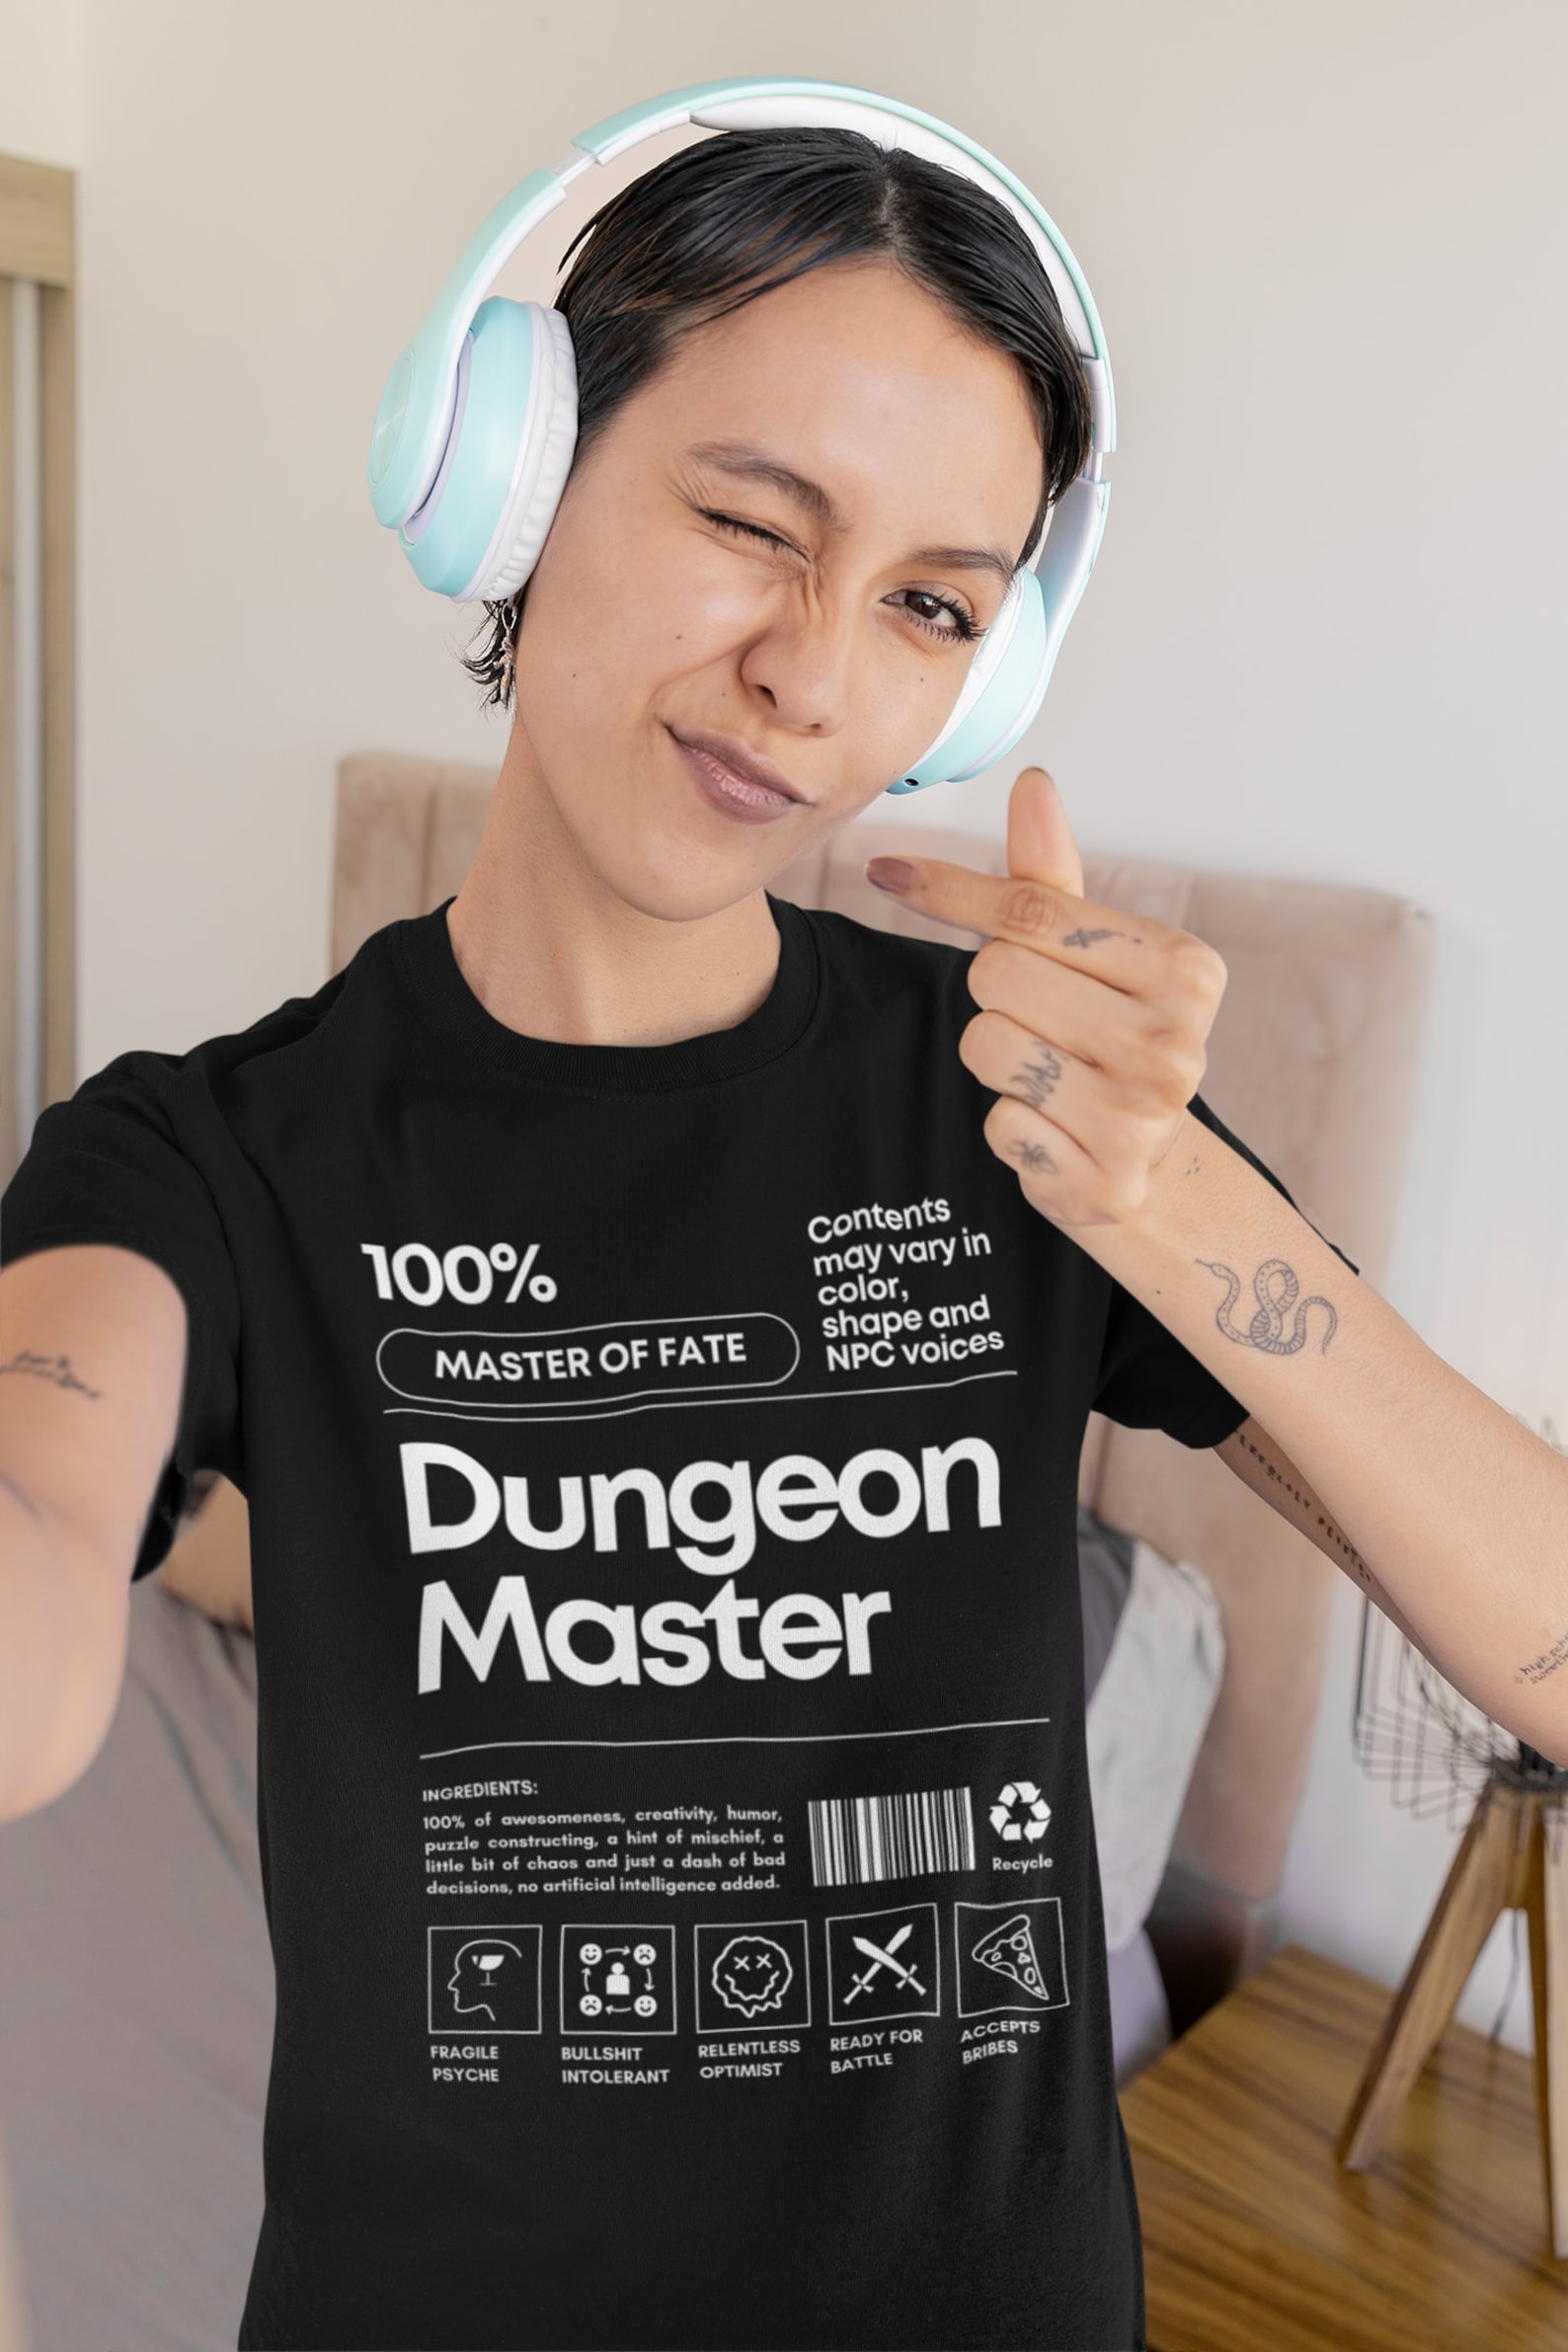 100%
MASTER OF FATE
Contents
may vary in
color,
shape and
NPC voices
Dungeon
Master
INGREDIENTS:
100% of awesomeness, creativity, humor,
puzzle constructing, a hint of mischief, a
little bit of chaos and just a dash of bad
decisions, no artificial intelligence added.
Recycle
FRAGILE
PSYCHE
BULLSHIT
INTOLERANT
RELENTLESS
OPTIMIST
READY FOR
BATTLE
ACCEPTS
BRIBES